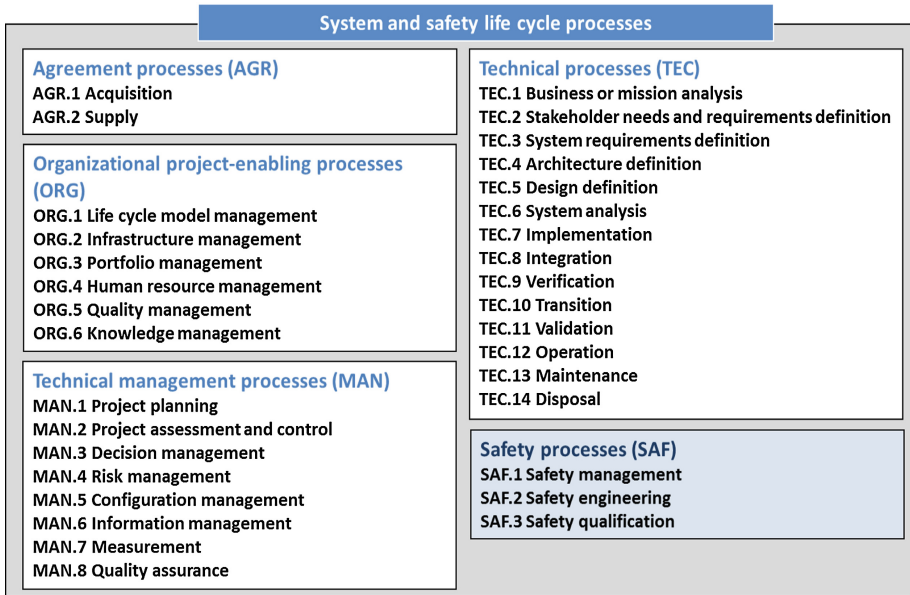 System and safety life cycle processes
Agreement processes (AGR)
AGR.1 Acquisition
AGR.2 Supply
Organizational project-enabling processes
(ORG)
ORG.1 Life cycle model management
ORG.2 Infrastructure management
ORG.3 Portfolio management
ORG.4 Human resource management
ORG.5 Quality management
ORG.6 Knowledge management
Technical management processes (MAN)
MAN.1 Project planning
MAN.2 Project assessment and control
MAN.3 Decision management
MAN.4 Risk management
MAN.5 Configuration management
MAN.6 Information management
MAN.7 Measurement
MAN.8 Quality assurance
Technical processes (TEC)
TEC.1 Business or mission analysis
TEC.2 Stakeholder needs and requirements definition
TEC.3 System requirements definition
TEC.4 Architecture definition
TEC.5 Design definition
TEC.6 System analysis
TEC.7 Implementation
TEC.8 Integration
TEC.9 Verification
TEC.10 Transition
TEC.11 Validation
TEC.12 Operation
TEC.13 Maintenance
TEC.14 Disposal
Safety processes (SAF)
SAF.1 Safety management
SAF.2 Safety engineering
SAF.3 Safety qualification